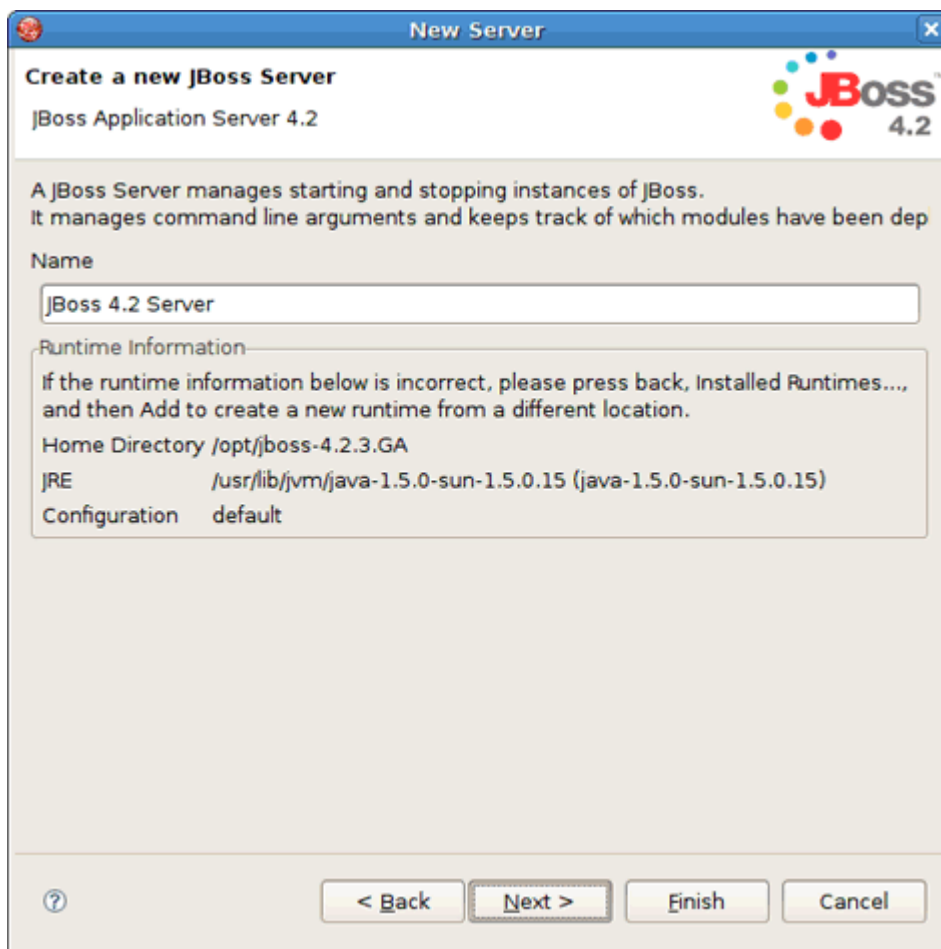 New Server
Create a new JBoss Server
JBoss Application Server 4.2
JBoss
4.2
A JBoss Server manages starting and stopping instances of JBoss.
It manages command line arguments and keeps track of which modules have been dep
Name
JBoss 4.2 Server
Runtime Information
If the runtime information below is incorrect, please press back, Installed Runtimes...,
and then Add to create a new runtime from a different location.
Home Directory /opt/jboss-4.2.3.GA
JRE /usr/lib/jvm/java-1.5.0-sun-1.5.0.15 (java-1.5.0-sun-1.5.0.15)
Configuration default
? < Back Next > Finish Cancel